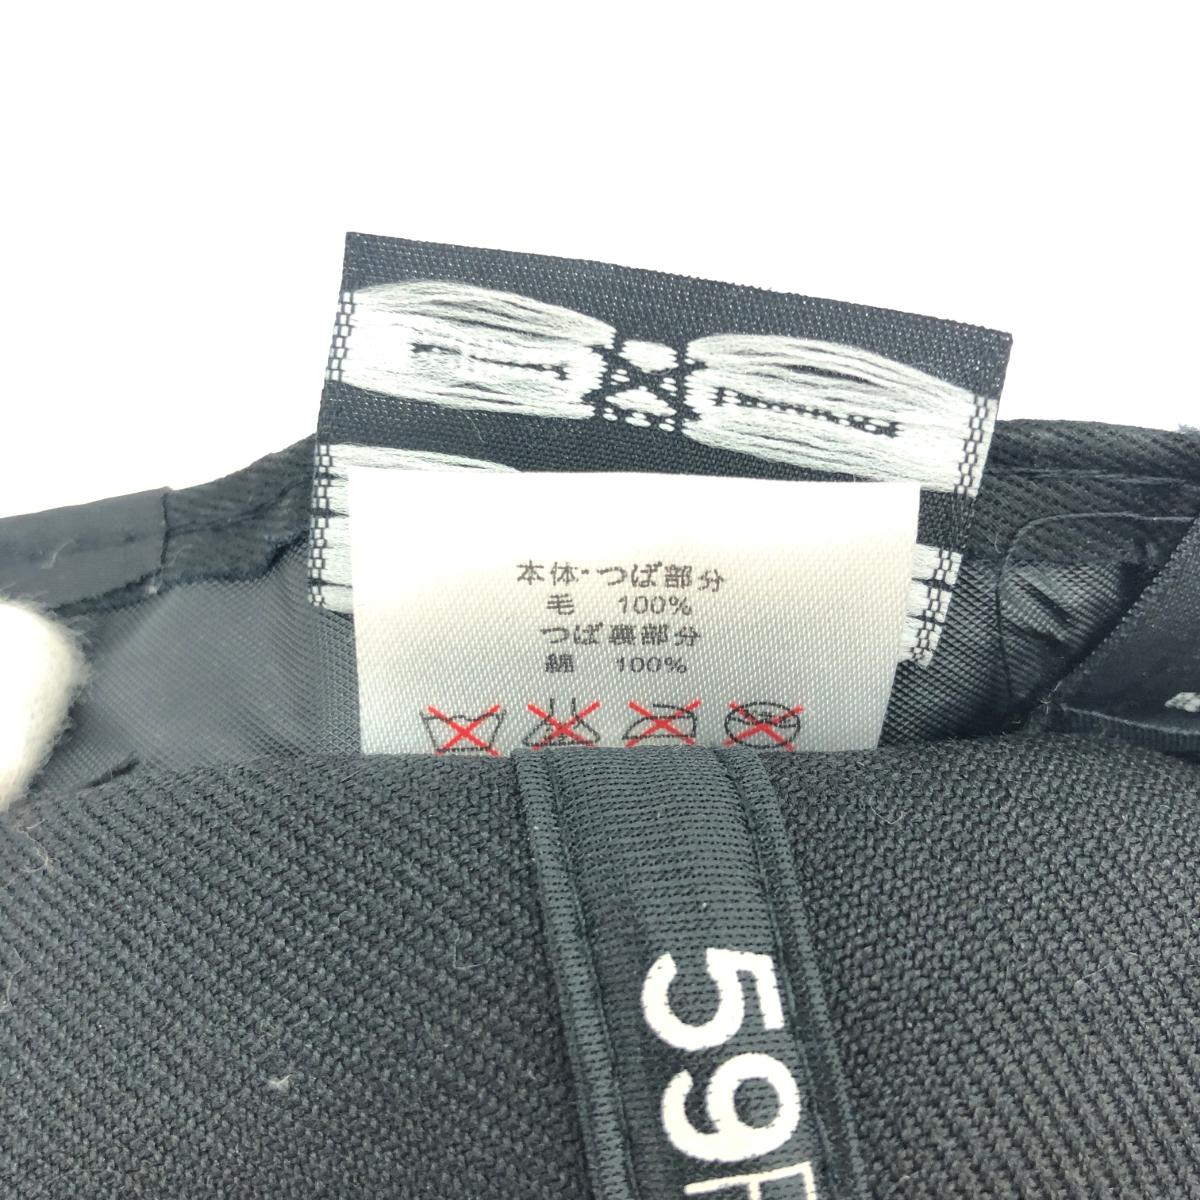 本体・つば部分
毛 100%
つば裏部分
綿 100%
59F